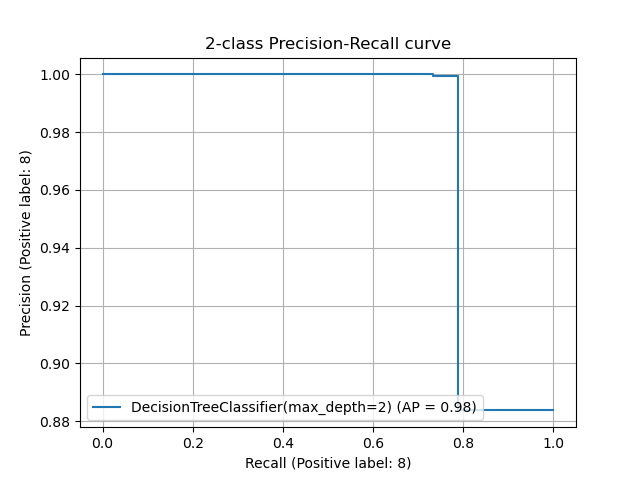 2-class Precision-Recall curve
Precision (Positive label: 8)
1.00
0.98
0.96
0.94
0.92
0.90
0.88
DecisionTreeClassifier(max_depth=2) (AP = 0.98)
0.0 0.2 0.4 0.6 0.8 1.0
Recall (Positive label: 8)